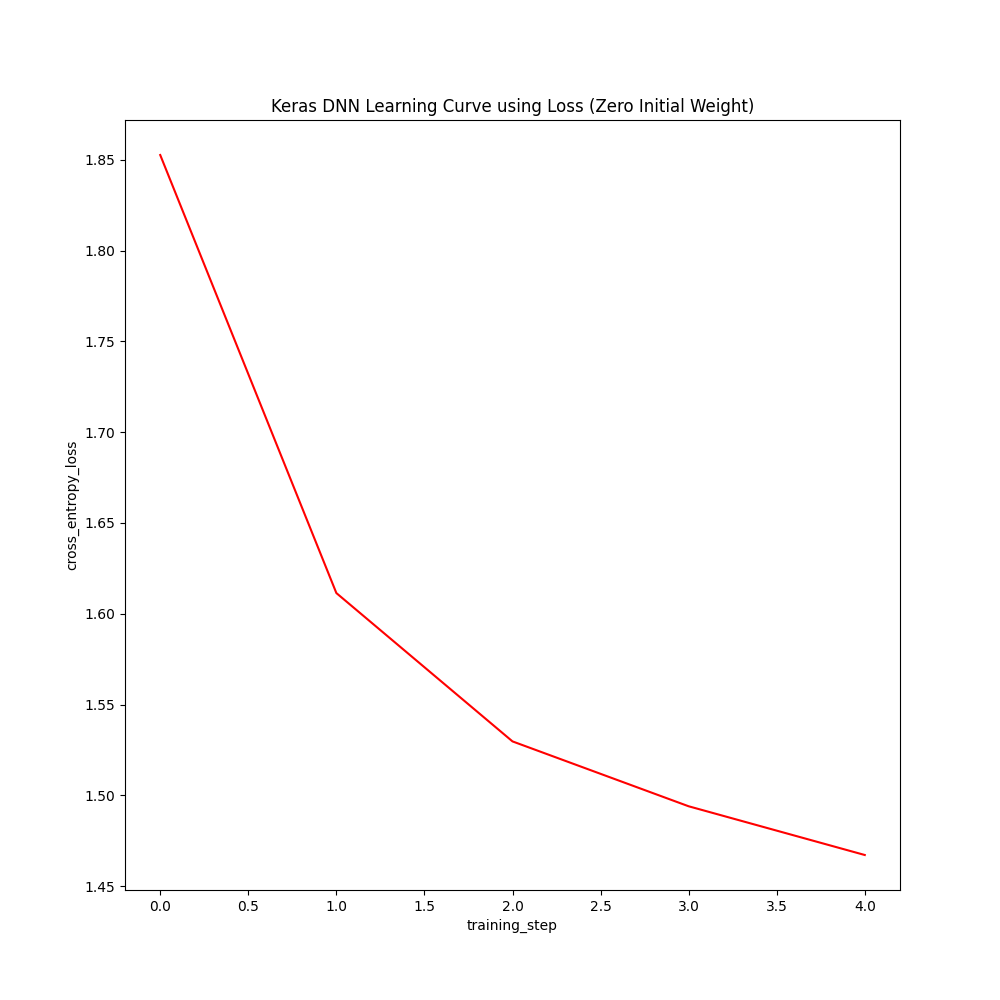 Keras DNN Learning Curve using Loss (Zero Initial Weight)
1.85
1.80
1.75
1.70
1.65
1.60
1.55
1.50
1.45
cross_entropy_loss
0.0 0.5 1.0 1.5 2.0 2.5 3.0 3.5 4.0
training_step